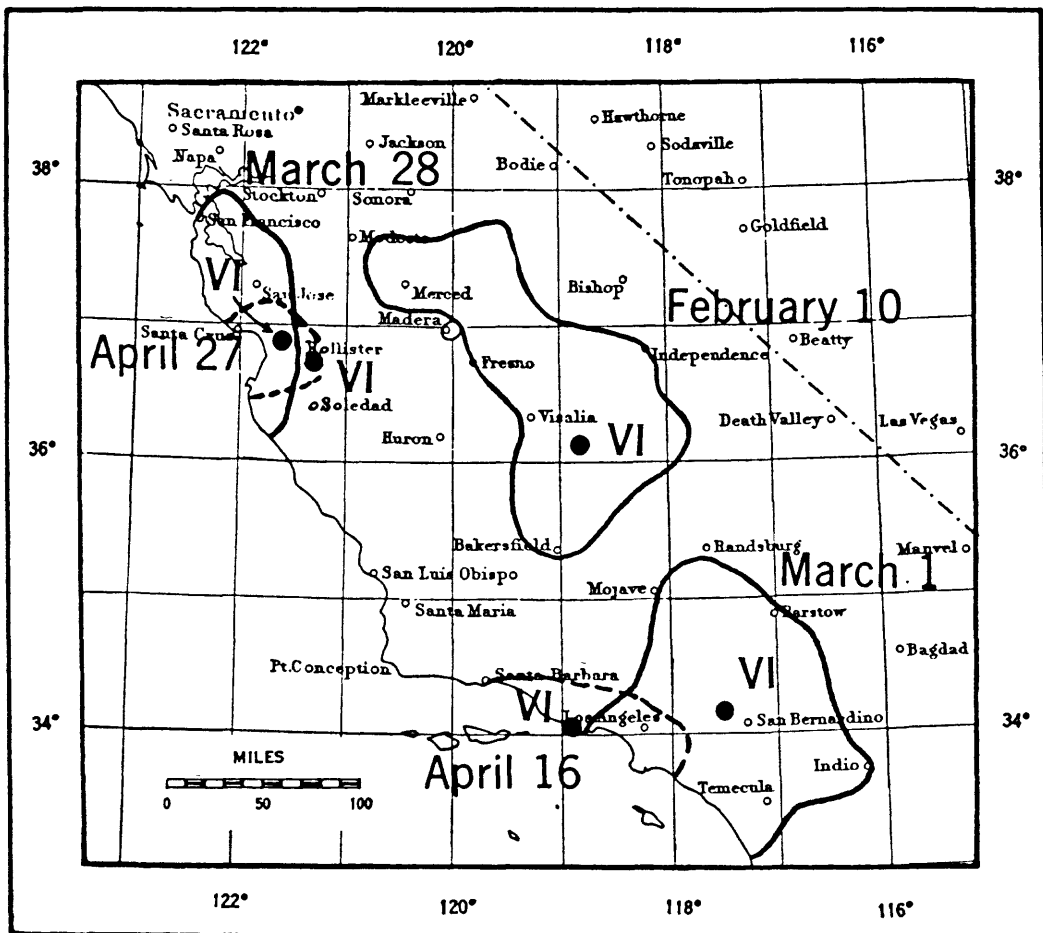 122° 120° 118° 116°
Markleeville
Sacramento
Santa Rosa
Hawthorne
Jackson
Sodaville
Napa
Bodie
March 28
38° Tonopah 38°
Stockton Sonora
San Francisco
Goldfield
Modesto
VI
San Jose
Merced
Bishop
February 10
Madera
Santa Cruz
Beatty
April 27
Hollister
Independence
Fresno
VI
Soledad
Visalia
Death Valley
Las Vegas
Huron
VI
36° 36°
Bakersfield
Randsburg
Manvel
March 1
San Luis Obispo
Mojave
Santa Maria
Barstow
Bagdad
Pt. Conception
Santa Barbara
VI
VI
Los Angeles
San Bernardino
34° 34°
MILES
April 16
Indio
Temecula
0 50 100
122° 120° 118° 116°